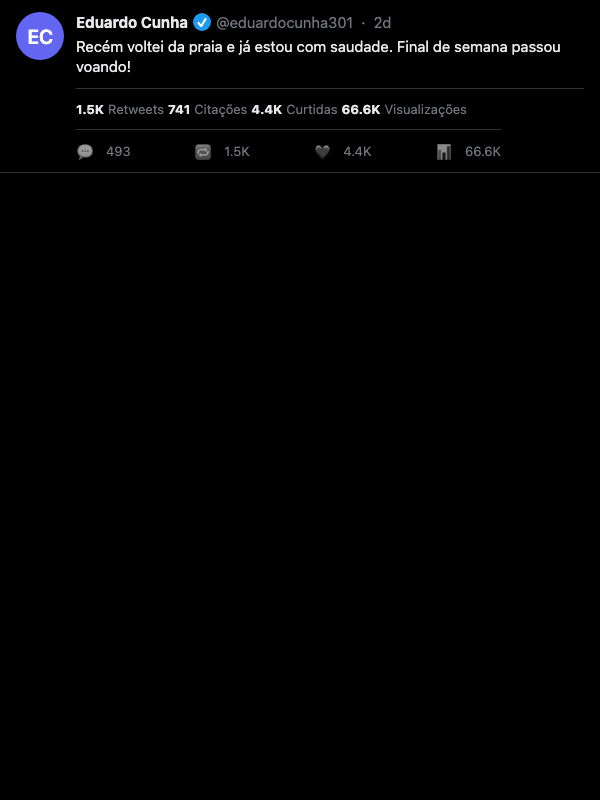 EC
Eduardo Cunha @eduardocunha301 · 2d
Recém voltei da praia e já estou com saudade. Final de semana passou
voando!
1.5K Retweets 741 Citações 4.4K Curtidas 66.6K Visualizações
493 1.5K 4.4K 66.6K